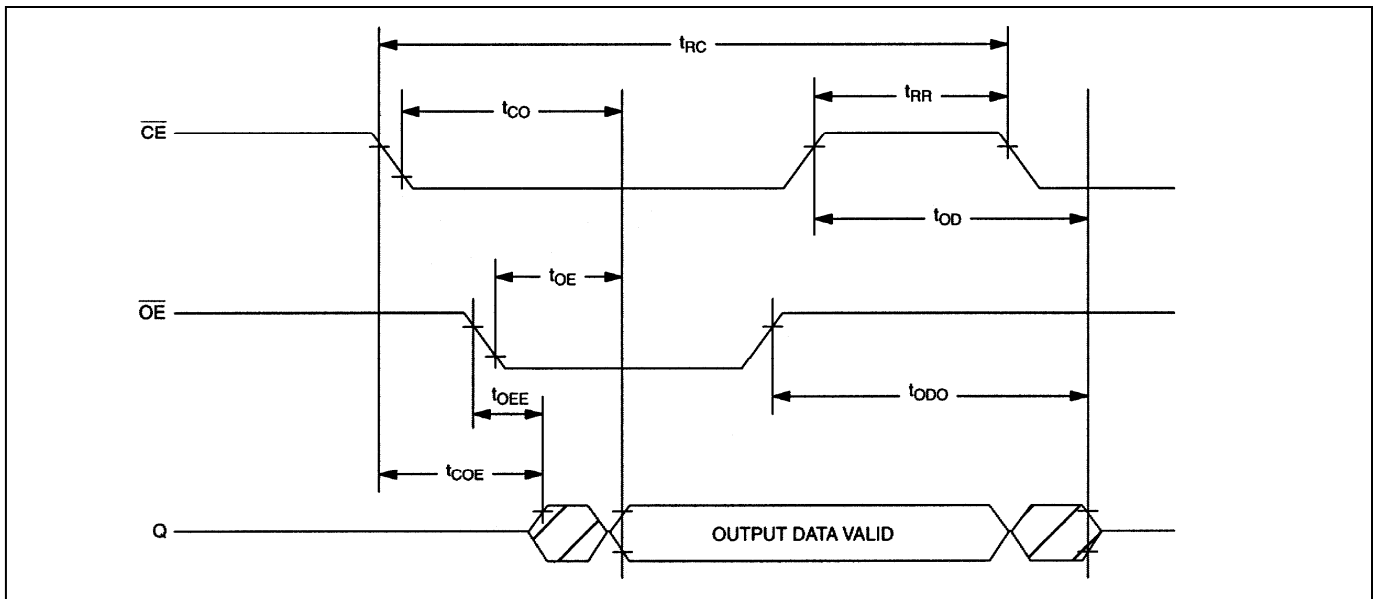 tRC
tRR
tCO
CE
tOD
tOE
OE
tOEE
tODO
tCOE
Q
OUTPUT DATA VALID